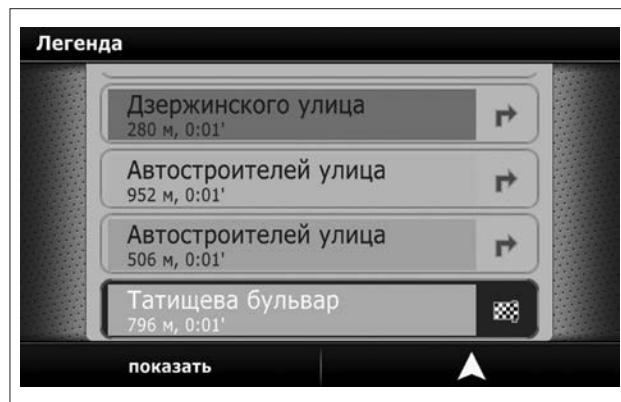 Легенда
Дзержинского улица
280 м, 0:01'
Автостроителей улица
952 м, 0:01'
Автостроителей улица
506 м, 0:01'
Татищева бульвар
796 м, 0:01'
показать